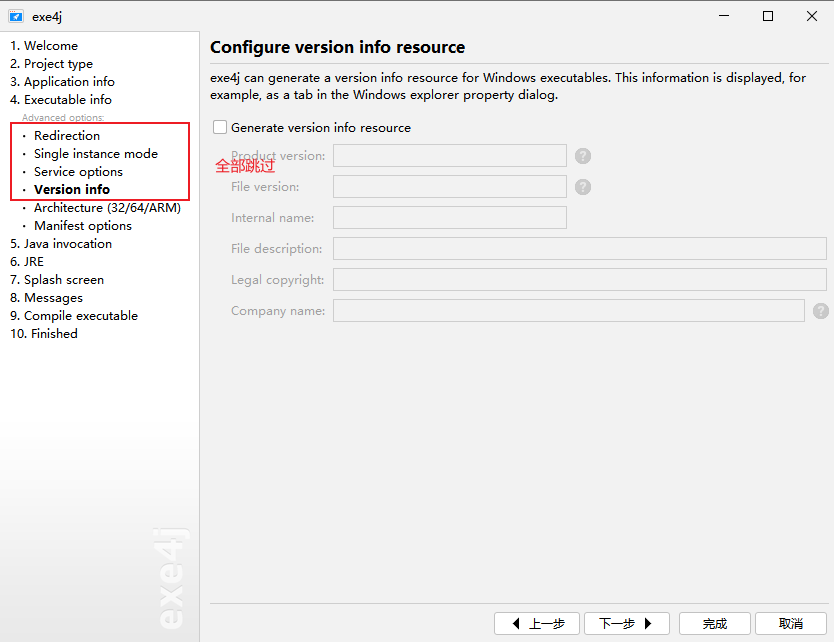 exe4j
1. Welcome
2. Project type
3. Application info
4. Executable info
Advanced options:
· Redirection
· Single instance mode
· Service options
· Version info
· Architecture (32/64/ARM)
· Manifest options
5. Java invocation
6. JRE
7. Splash screen
8. Messages
9. Compile executable
10. Finished
exe4j
Configure version info resource
exe4j can generate a version info resource for Windows executables. This information is displayed, for
example, as a tab in the Windows explorer property dialog.
Generate version info resource
Product version:
全部跳过
File version:
Internal name:
File description:
Legal copyright:
Company name:
上一步
下一步
完成
取消